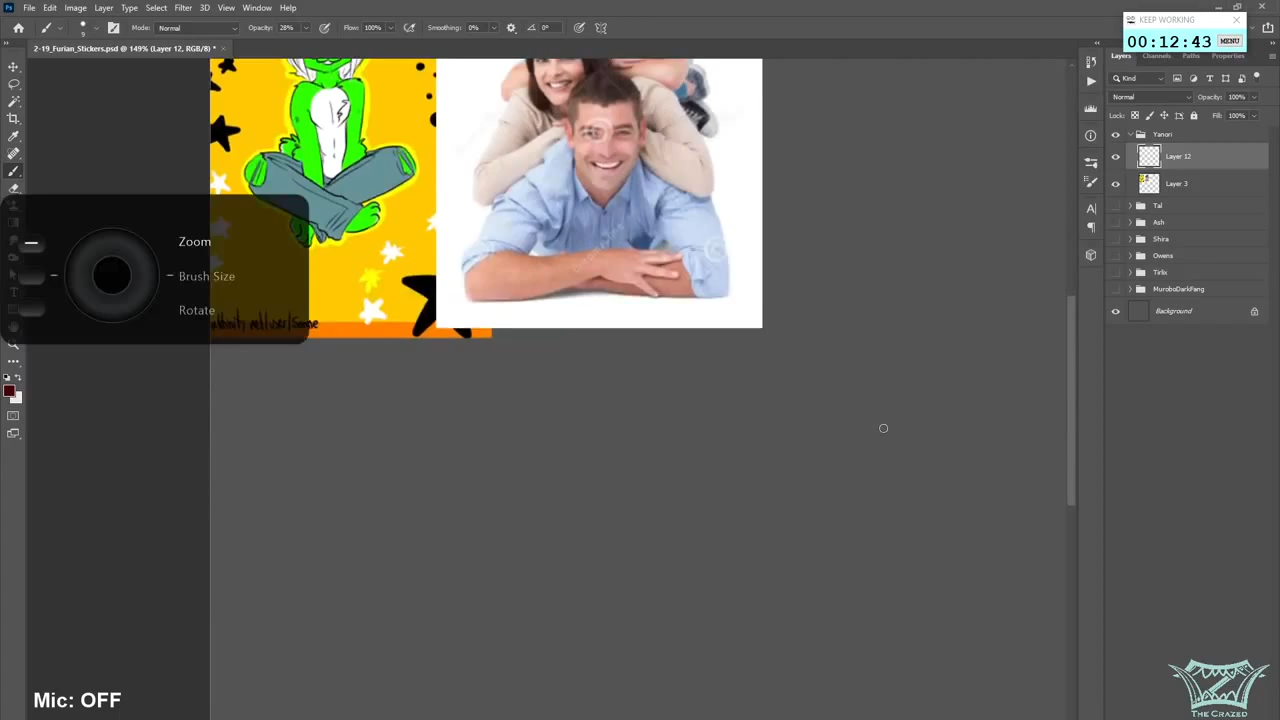 Ps File Edit Image Layer Type Select Filter 3D View Window Help
KEEP WORKING
00:12:43 MENU
Mode: Normal Opacity: 28% Flow: 100% Smoothing: 0% 0°
2-19_Furian_Stickers.psd @ 149% (Layer 12, RGB/8) *
Layers Channels Paths Properties
Kind
Normal Opacity: 100%
Lock: Fill: 100%
Yanori
Layer 12
Layer 3
Tal
Ash
Shira
Owens
Tirlix
MuroboDarkFang
Background
Zoom
Brush Size
Rotate
Mic: OFF
The Crazed